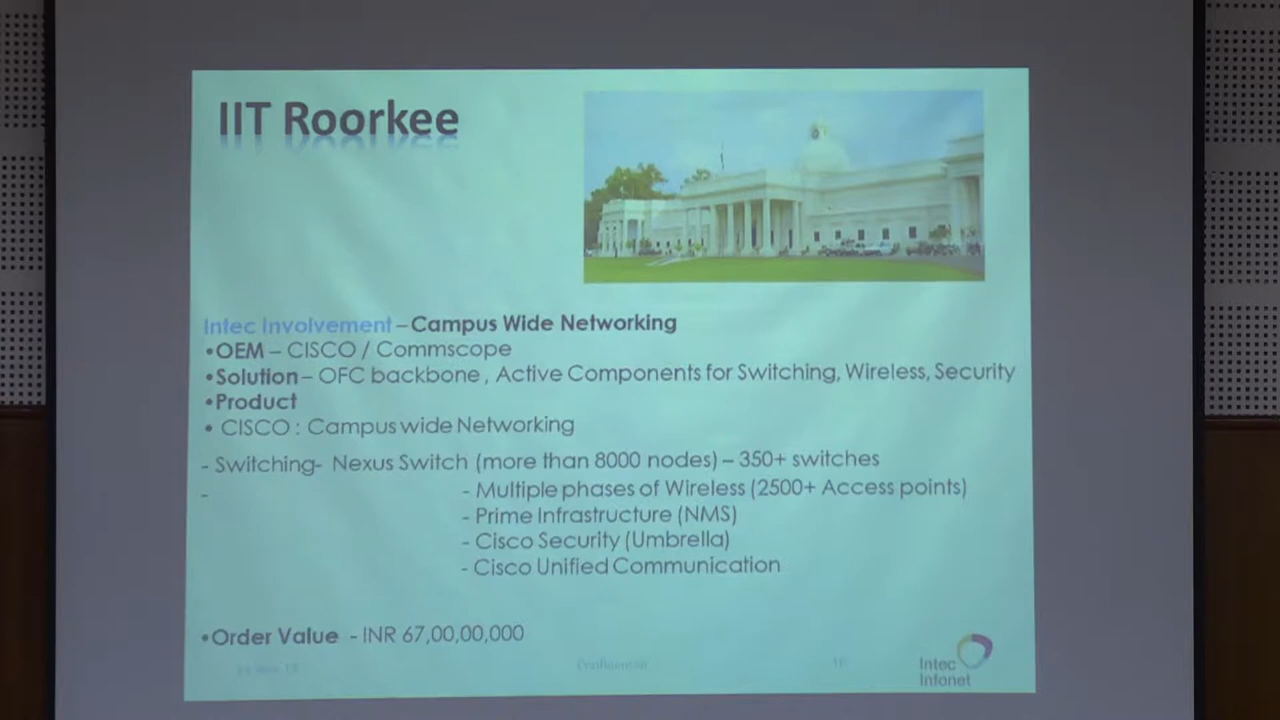 IIT Roorkee
Intec Involvement – Campus Wide Networking
•OEM – CISCO / Commscope
•Solution – OFC backbone , Active Components for Switching, Wireless, Security
•Product
• CISCO : Campus wide Networking
- Switching- Nexus Switch (more than 8000 nodes) – 350+ switches
- - Multiple phases of Wireless (2500+ Access points)
- Prime Infrastructure (NMS)
- Cisco Security (Umbrella)
- Cisco Unified Communication
•Order Value - INR 67,00,00,000
Confidential
Intec
Infonet